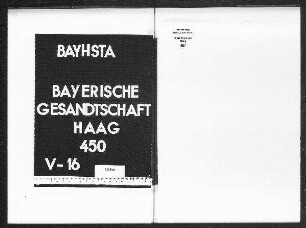 BAYHSTA
BAYERISCHE
GESANDTSCHAFT
HAAG
450
V-16